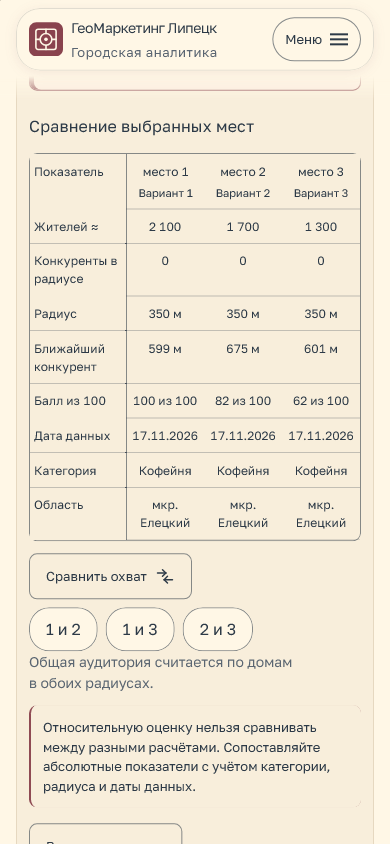 ГеоМаркетинг Липецк
Городская аналитика
Меню
Сравнение выбранных мест
Показатель место 1 место 2 место 3
Вариант 1 Вариант 2 Вариант 3
Жителей ≈ 2 100 1 700 1 300
Конкуренты в 0 0 0
радиусе
Радиус 350 м 350 м 350 м
Ближайший 599 м 675 м 601 м
конкурент
Балл из 100 100 из 100 82 из 100 62 из 100
Дата данных 17.11.2026 17.11.2026 17.11.2026
Категория Кофейня Кофейня Кофейня
Область мкр. мкр. мкр.
Елецкий Елецкий Елецкий
Сравнить охват
1 и 2 1 и 3 2 и 3
Общая аудитория считается по домам
в обоих радиусах.
Относительную оценку нельзя сравнивать
между разными расчётами. Сопоставляйте
абсолютные показатели с учётом категории,
радиуса и даты данных.